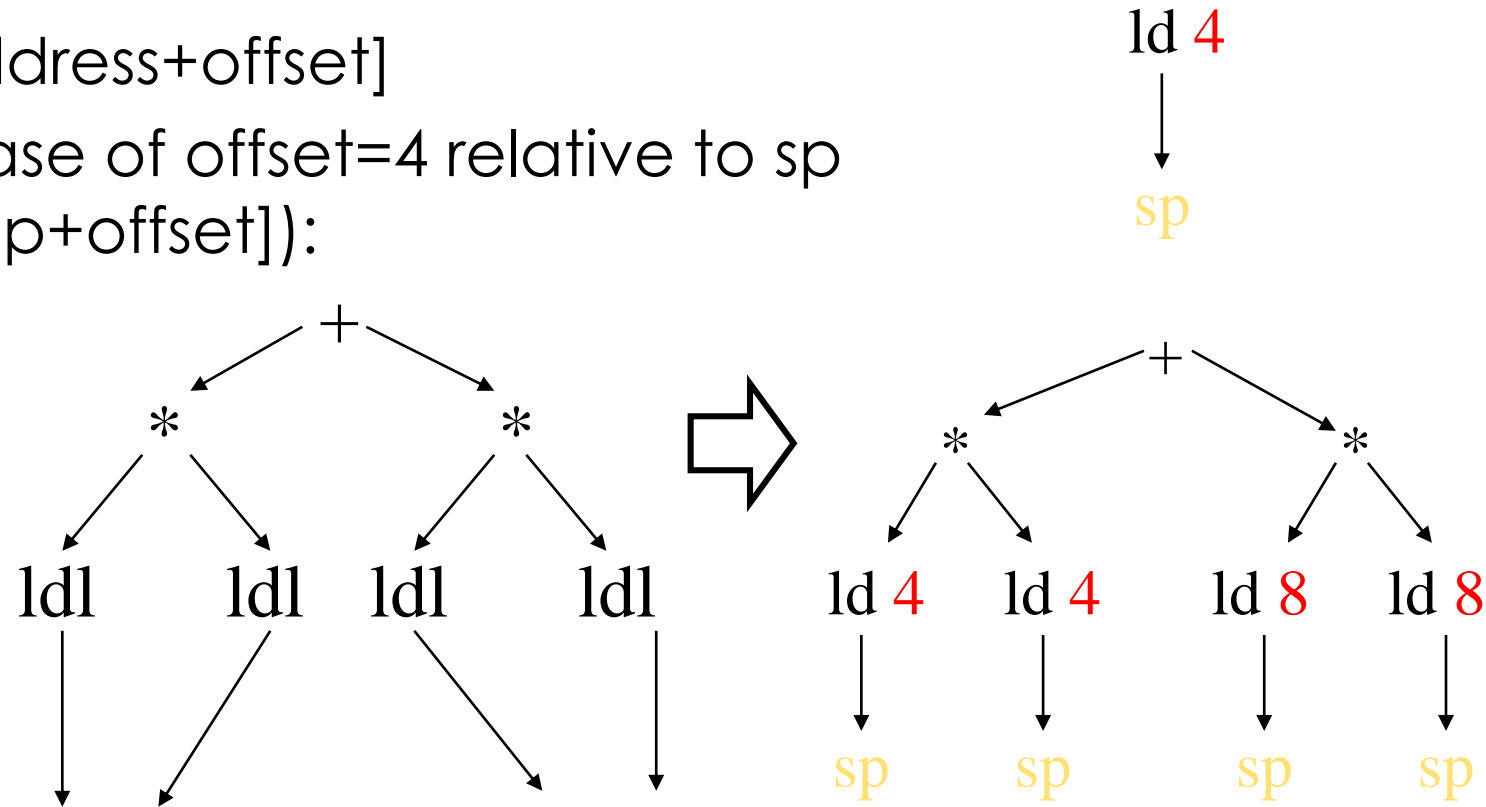 ddress+offset]
ase of offset=4 relative to sp
p+offset]):
ld 4
sp
+
* *
ldl ldl ldl ldl
+
* *
ld 4 ld 4 ld 8 ld 8
sp sp sp sp